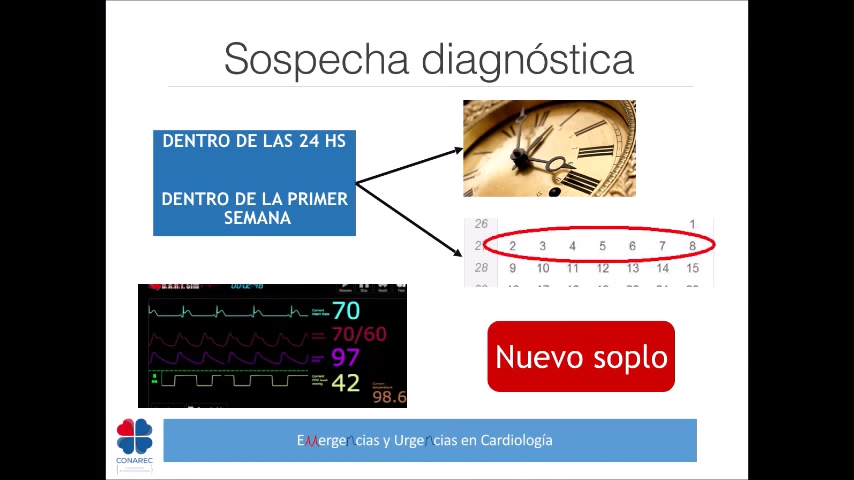 Sospecha diagnóstica
DENTRO DE LAS 24 HS
DENTRO DE LA PRIMER
SEMANA
26 1
2 3 4 5 6 7 8
28 9 10 11 12 13 14 15
70
70/60
97
42
98.6
Nuevo soplo
EMergencias y Urgencias en Cardiología
CONAREC